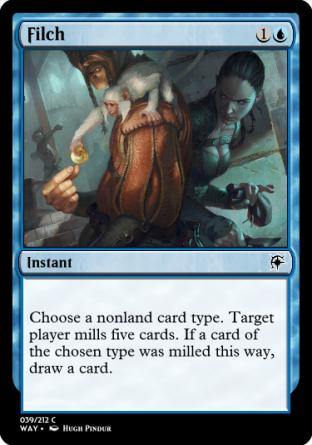 Filch 1
Instant
Choose a nonland card type. Target
player mills five cards. If a card of
the chosen type was milled this way,
draw a card.
039/212 C
WAY • Hugh Pindur